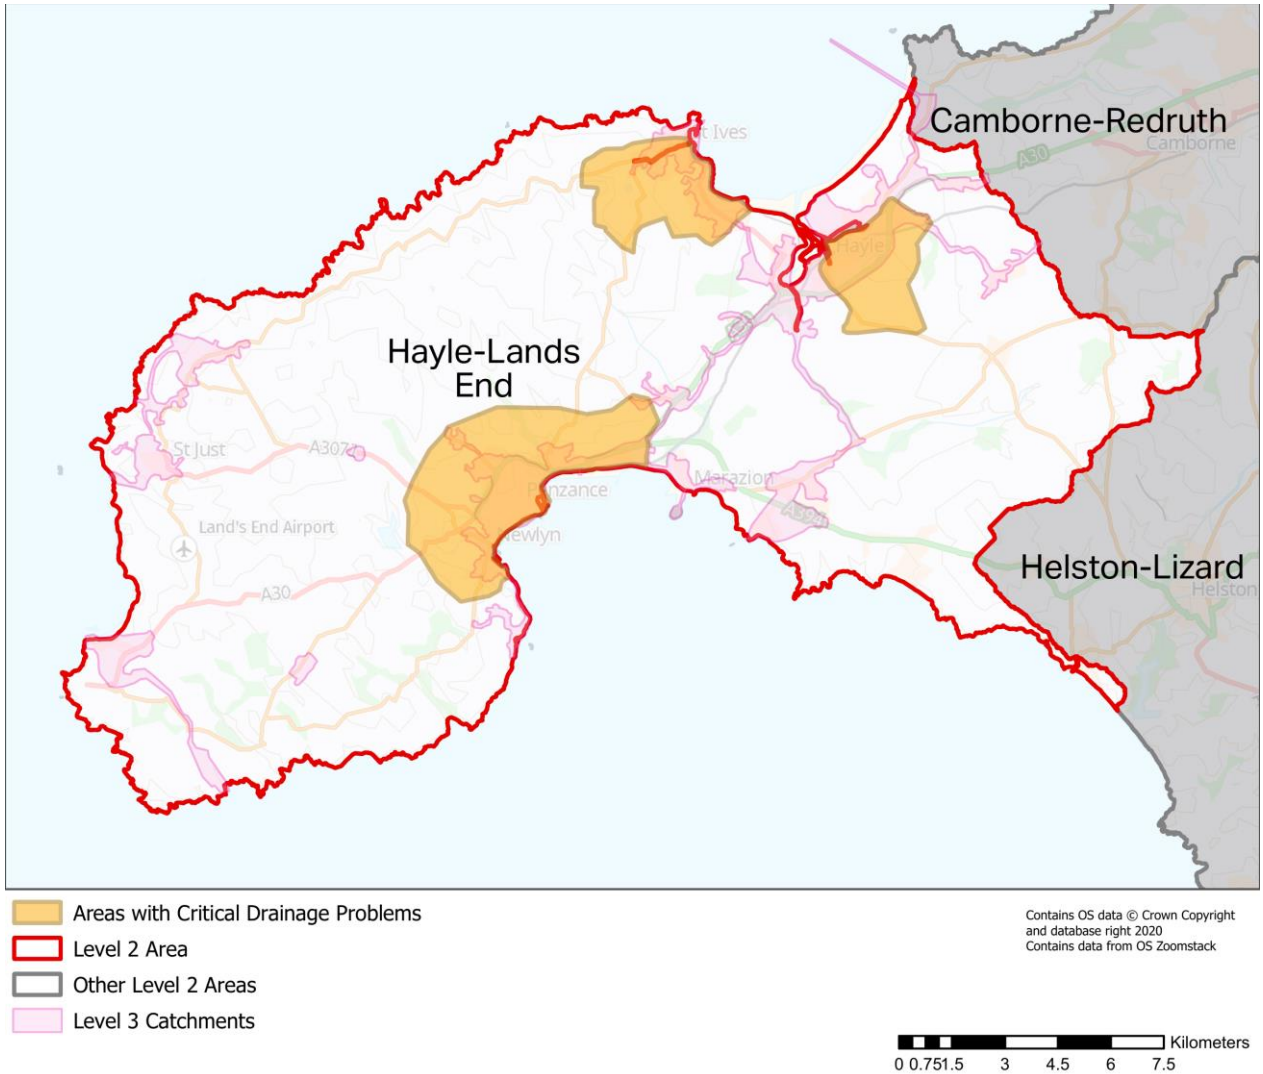 Camborne-Redruth
Camborne
A30
t Ives
Hayle
Hayle-Lands
End
St Just
A307
Marazion
Penzance
A394
Land's End Airport
Newlyn
Helston-Lizard
Helston
A30
Areas with Critical Drainage Problems
Level 2 Area
Other Level 2 Areas
Level 3 Catchments
Contains OS data © Crown Copyright
and database right 2020
Contains data from OS Zoomstack
Kilometers
0 0.751.5 3 4.5 6 7.5